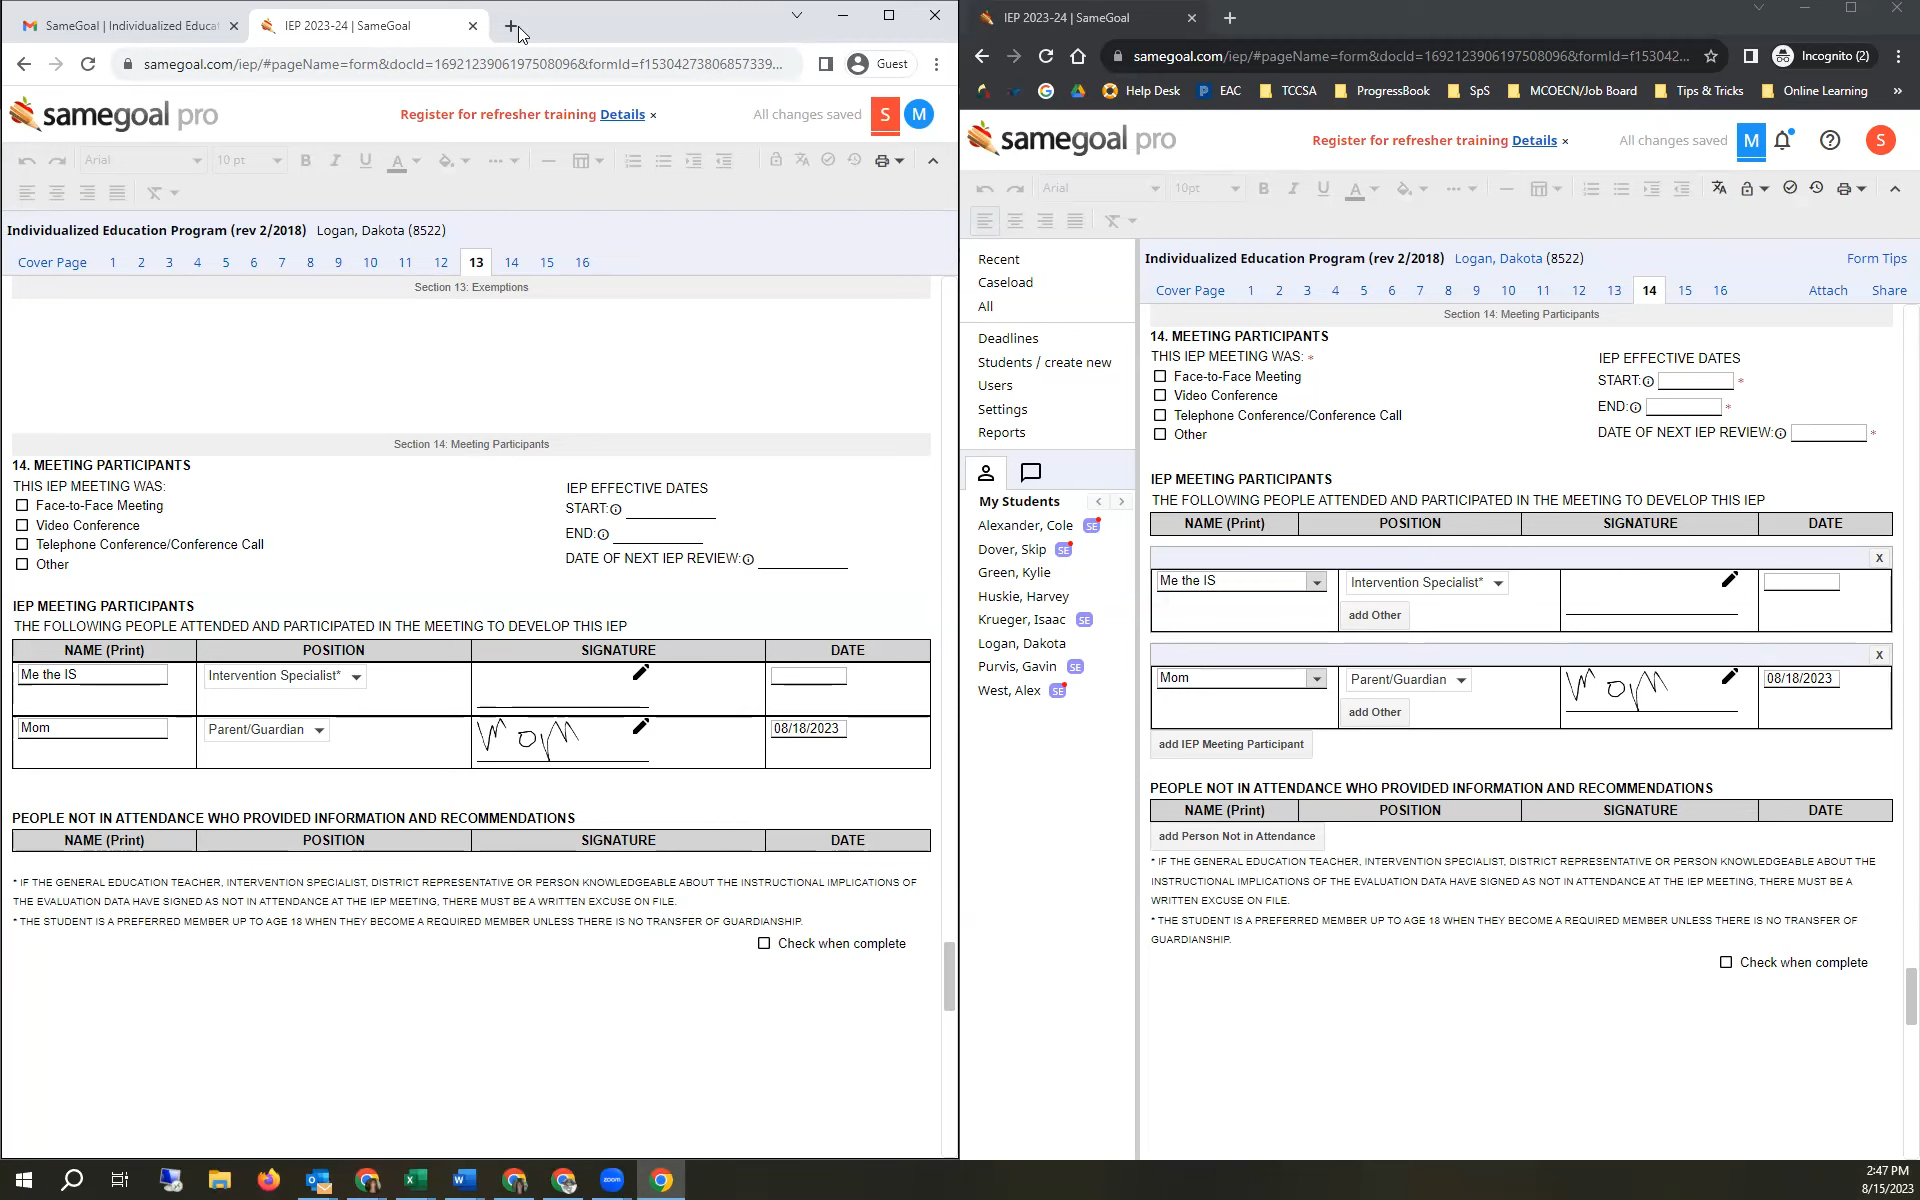 SameGoal | Individualized Educat
IEP 2023-24 | SameGoal
samegoal.com/iep/#pageName=form&docId=1692123906197508096&formId=f15304273806857339...
Guest
samegoal pro
Register for refresher training Details ×
All changes saved
S
M
Arial
10 pt
B I U A
Individualized Education Program (rev 2/2018) Logan, Dakota (8522)
Cover Page 1 2 3 4 5 6 7 8 9 10 11 12 13 14 15 16
Section 13: Exemptions
Section 14: Meeting Participants
14. MEETING PARTICIPANTS
THIS IEP MEETING WAS:
Face-to-Face Meeting
Video Conference
Telephone Conference/Conference Call
Other
IEP EFFECTIVE DATES
START:
END:
DATE OF NEXT IEP REVIEW:
IEP MEETING PARTICIPANTS
THE FOLLOWING PEOPLE ATTENDED AND PARTICIPATED IN THE MEETING TO DEVELOP THIS IEP
NAME (Print) POSITION SIGNATURE DATE
Me the IS Intervention Specialist*
Mom Parent/Guardian Mom 08/18/2023
PEOPLE NOT IN ATTENDANCE WHO PROVIDED INFORMATION AND RECOMMENDATIONS
NAME (Print) POSITION SIGNATURE DATE
* IF THE GENERAL EDUCATION TEACHER, INTERVENTION SPECIALIST, DISTRICT REPRESENTATIVE OR PERSON KNOWLEDGEABLE ABOUT THE INSTRUCTIONAL IMPLICATIONS OF
THE EVALUATION DATA HAVE SIGNED AS NOT IN ATTENDANCE AT THE IEP MEETING, THERE MUST BE A WRITTEN EXCUSE ON FILE.
* THE STUDENT IS A PREFERRED MEMBER UP TO AGE 18 WHEN THEY BECOME A REQUIRED MEMBER UNLESS THERE IS NO TRANSFER OF GUARDIANSHIP.
Check when complete
IEP 2023-24 | SameGoal
samegoal.com/iep/#pageName=form&docId=1692123906197508096&formId=f153042...
Incognito (2)
Help Desk
EAC
TCCSA
ProgressBook
SpS
MCOECN/Job Board
Tips & Tricks
Online Learning
»
samegoal pro
Register for refresher training Details ×
All changes saved
M
S
Arial
10pt
B I U A
Recent
Caseload
All
Deadlines
Students / create new
Users
Settings
Reports
My Students
Alexander, Cole SE
Dover, Skip SE
Green, Kylie
Huskie, Harvey
Krueger, Isaac SE
Logan, Dakota
Purvis, Gavin SE
West, Alex SE
Individualized Education Program (rev 2/2018) Logan, Dakota (8522)
Form Tips
Cover Page 1 2 3 4 5 6 7 8 9 10 11 12 13 14 15 16
Attach
Share
Section 14: Meeting Participants
14. MEETING PARTICIPANTS
THIS IEP MEETING WAS: *
Face-to-Face Meeting
Video Conference
Telephone Conference/Conference Call
Other
IEP EFFECTIVE DATES
START: *
END: *
DATE OF NEXT IEP REVIEW: *
IEP MEETING PARTICIPANTS
THE FOLLOWING PEOPLE ATTENDED AND PARTICIPATED IN THE MEETING TO DEVELOP THIS IEP
NAME (Print) POSITION SIGNATURE DATE
X
Me the IS Intervention Specialist*
add Other
X
Mom Parent/Guardian Mom 08/18/2023
add Other
add IEP Meeting Participant
PEOPLE NOT IN ATTENDANCE WHO PROVIDED INFORMATION AND RECOMMENDATIONS
NAME (Print) POSITION SIGNATURE DATE
add Person Not in Attendance
* IF THE GENERAL EDUCATION TEACHER, INTERVENTION SPECIALIST, DISTRICT REPRESENTATIVE OR PERSON KNOWLEDGEABLE ABOUT THE
INSTRUCTIONAL IMPLICATIONS OF THE EVALUATION DATA HAVE SIGNED AS NOT IN ATTENDANCE AT THE IEP MEETING, THERE MUST BE A
WRITTEN EXCUSE ON FILE.
* THE STUDENT IS A PREFERRED MEMBER UP TO AGE 18 WHEN THEY BECOME A REQUIRED MEMBER UNLESS THERE IS NO TRANSFER OF
GUARDIANSHIP.
Check when complete
zoom
2:47 PM
8/15/2023